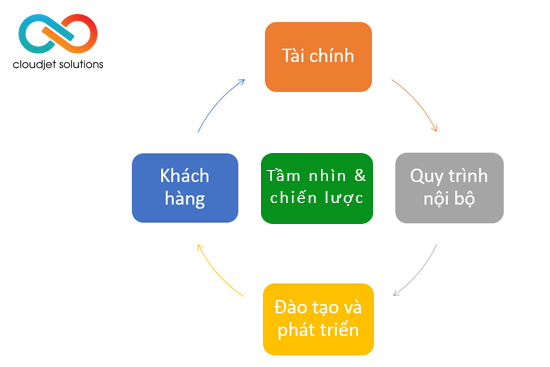 cloudjet solutions
Tài chính
Khách
hàng
Tầm nhìn &
chiến lược
Quy trình
nội bộ
Đào tạo và
phát triển